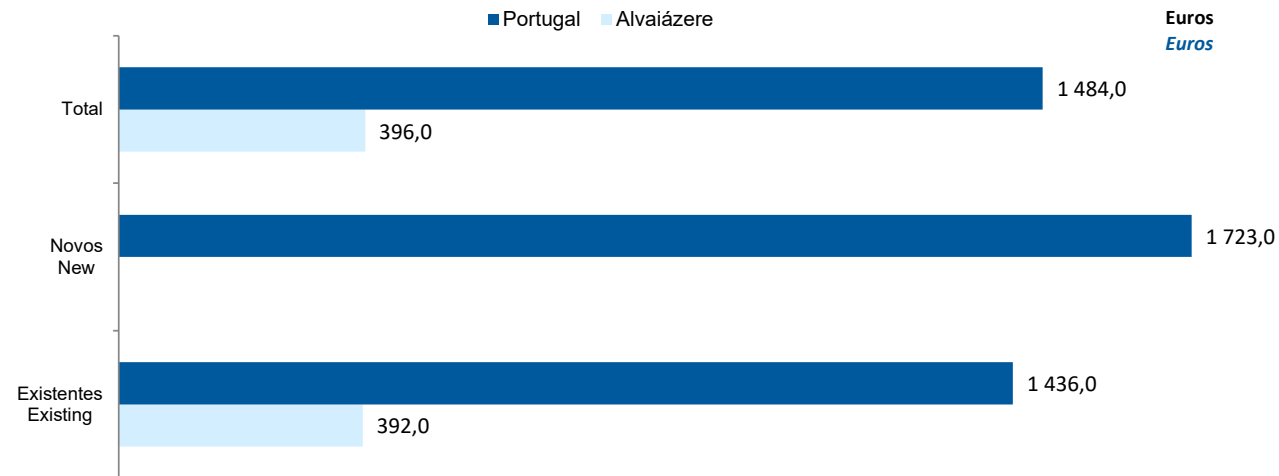 Portugal Alvaiázere
Euros
Euros
Total
1 484,0
396,0
Novos
New
1 723,0
Existentes
Existing
1 436,0
392,0